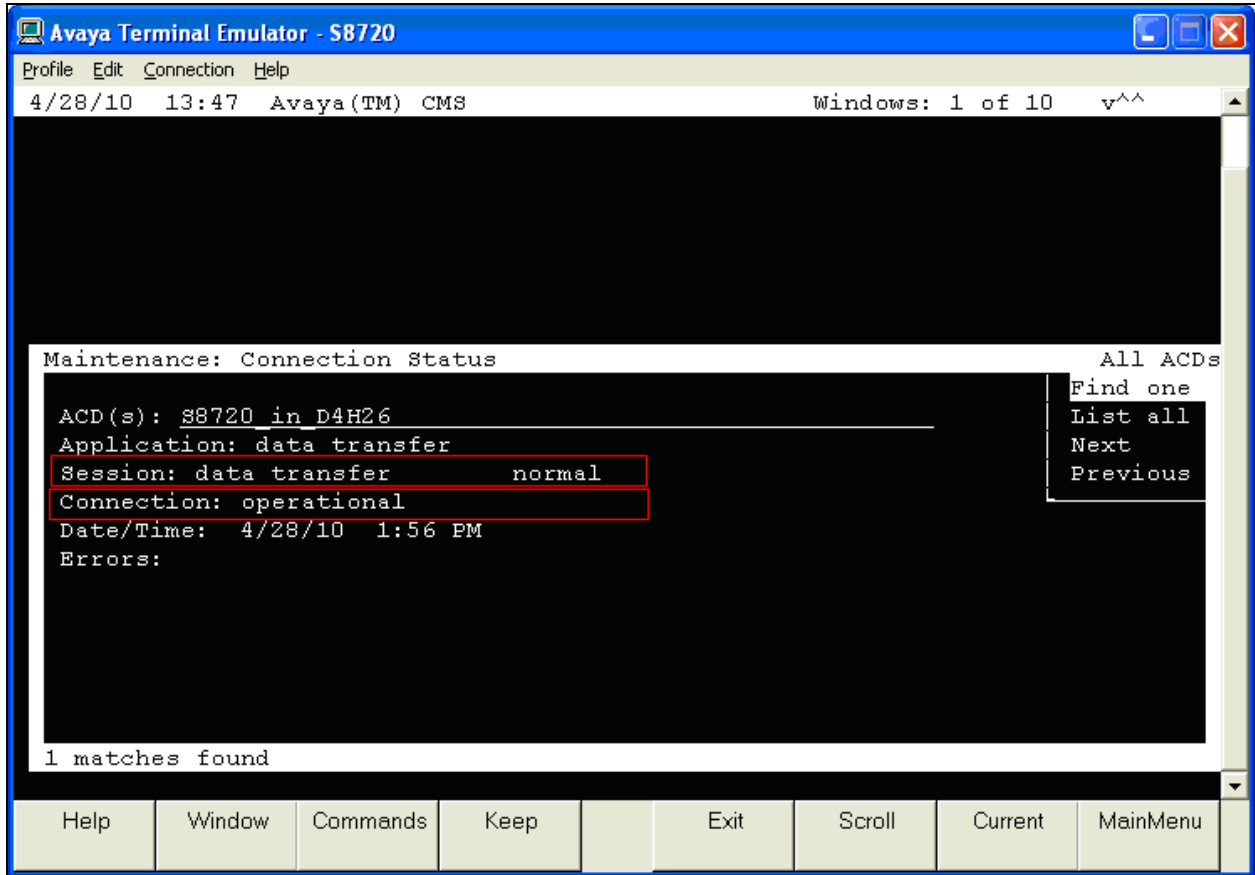 Avaya Terminal Emulator - S8720
Profile Edit Connection Help
4/28/10 13:47 Avaya(TM) CMS Windows: 1 of 10 v^^
Maintenance: Connection Status All ACDs
Find one
ACD(s): S8720_in_D4H26 List all
Application: data transfer Next
Session: data transfer normal Previous
Connection: operational
Date/Time: 4/28/10 1:56 PM
Errors:
1 matches found
Help Window Commands Keep Exit Scroll Current MainMenu